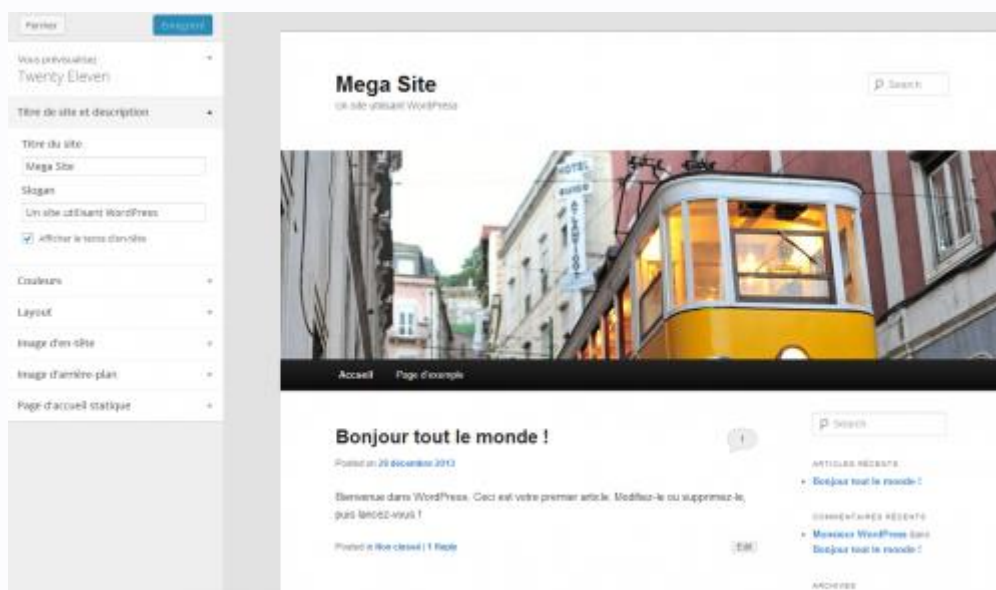 Fermer
Enregistré
Vous prévisualisez
Twenty Eleven
Titre de site et description
Titre du site
Mega Site
Slogan
Un site utilisant WordPress
Afficher le texte d'en-tête
Couleurs
Layout
Image d'en-tête
Image d'arrière-plan
Page d'accueil statique
Mega Site
Un site utilisant WordPress
Search
HOTEL
Accueil Page d'exemple
Bonjour tout le monde !
1
Posted on 29 décembre 2013
Bienvenue dans WordPress. Ceci est votre premier article. Modifiez-le ou supprimez-le,
puis lancez-vous !
Posted in Non classé | 1 Reply
Edit
Search
ARTICLES RÉCENTS
Bonjour tout le monde !
COMMENTAIRES RÉCENTS
Monsieur WordPress dans
Bonjour tout le monde !
ARCHIVES